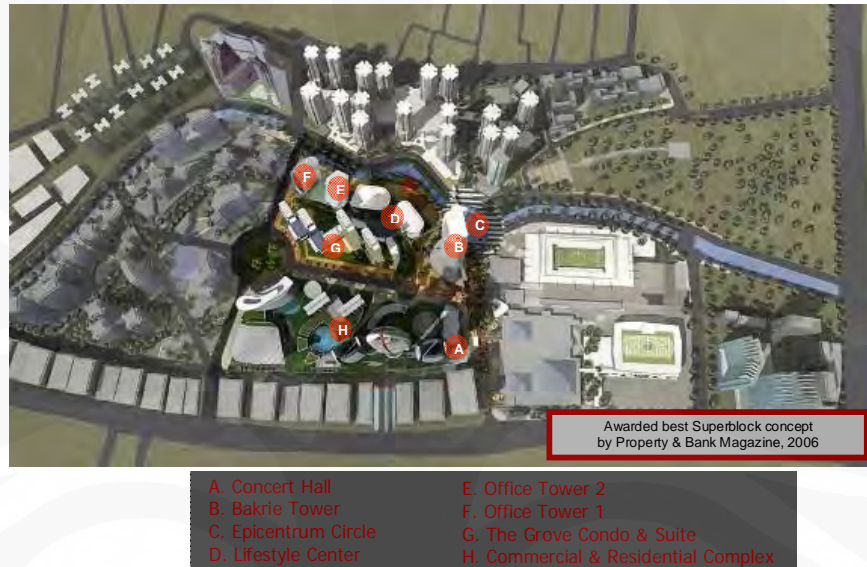 F
E
D
C
B
G
H
A
Awarded best Superblock concept
by Property & Bank Magazine, 2006
A. Concert Hall
B. Bakrie Tower
C. Epicentrum Circle
D. Lifestyle Center
E. Office Tower 2
F. Office Tower 1
G. The Grove Condo & Suite
H. Commercial & Residential Complex